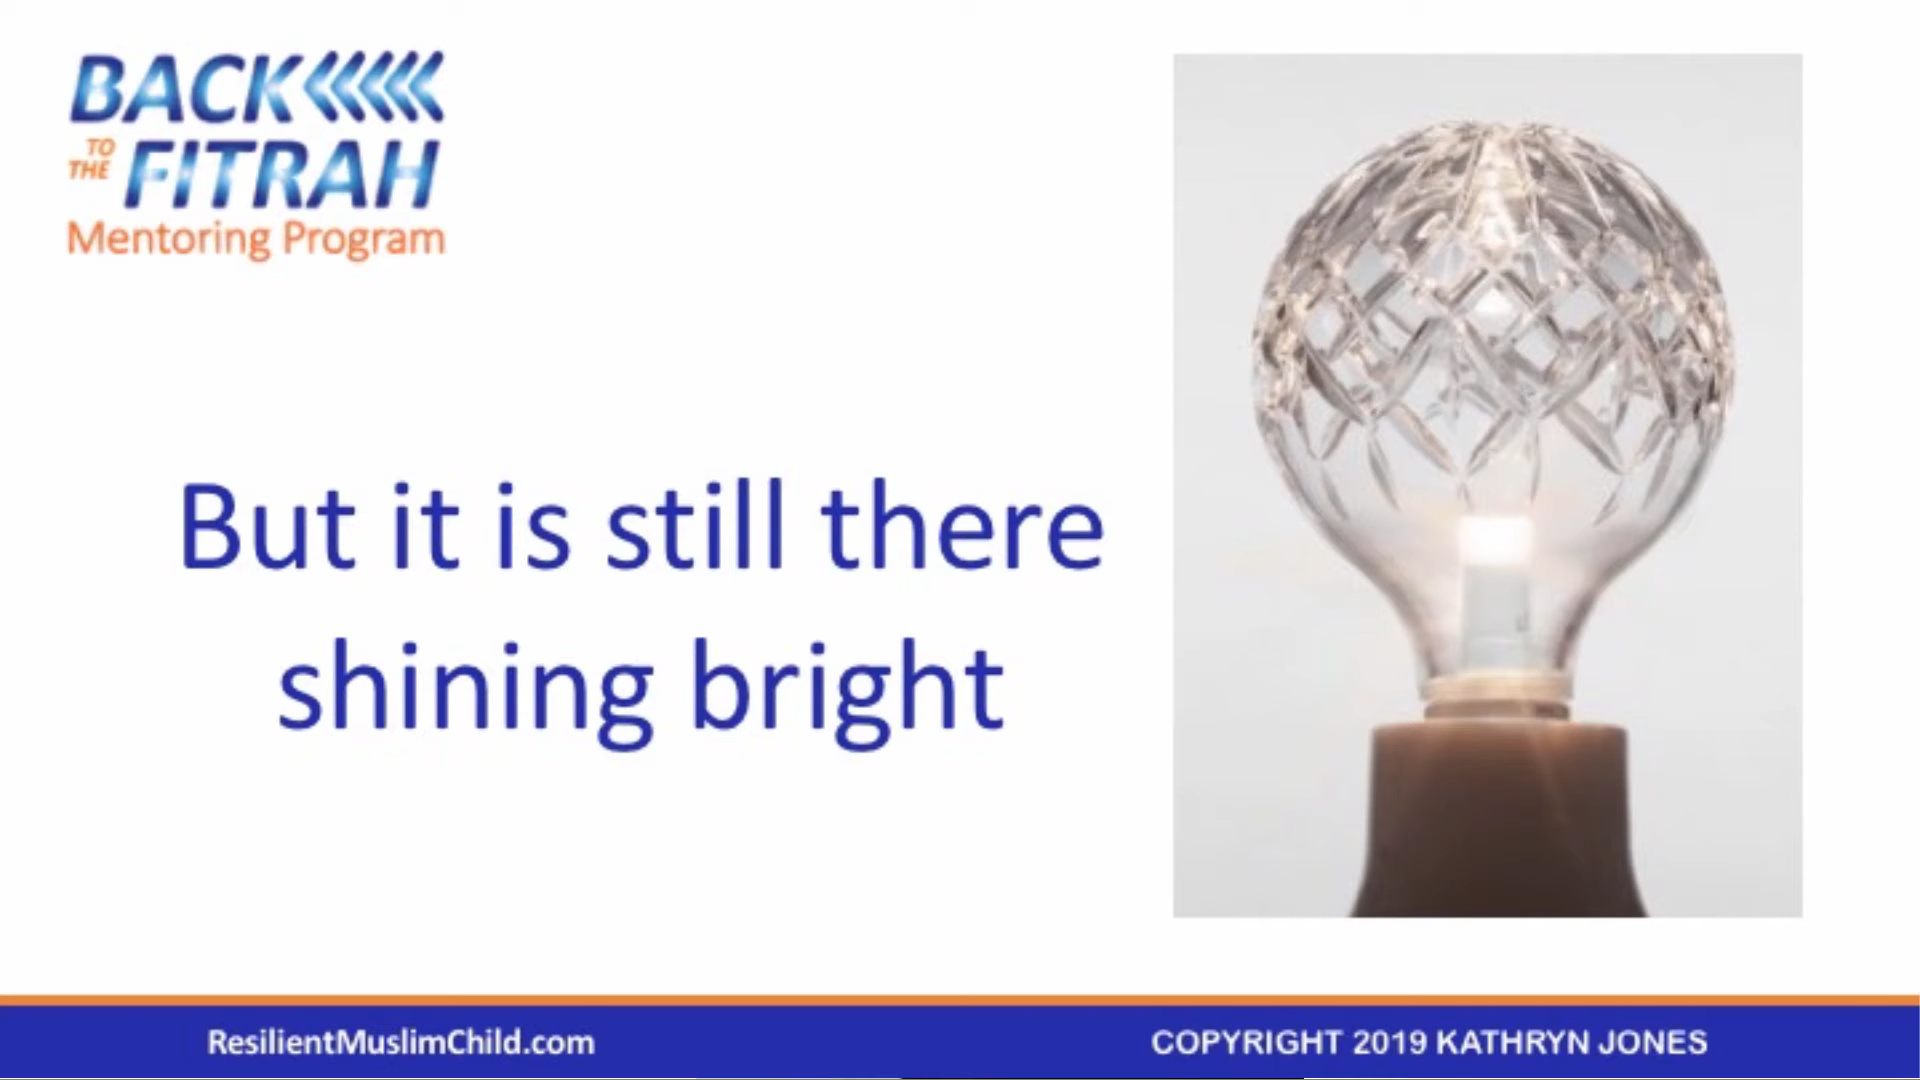 BACK
TO THE FITRAH
Mentoring Program
But it is still there
shining bright
ResilientMuslimChild.com
COPYRIGHT 2019 KATHRYN JONES